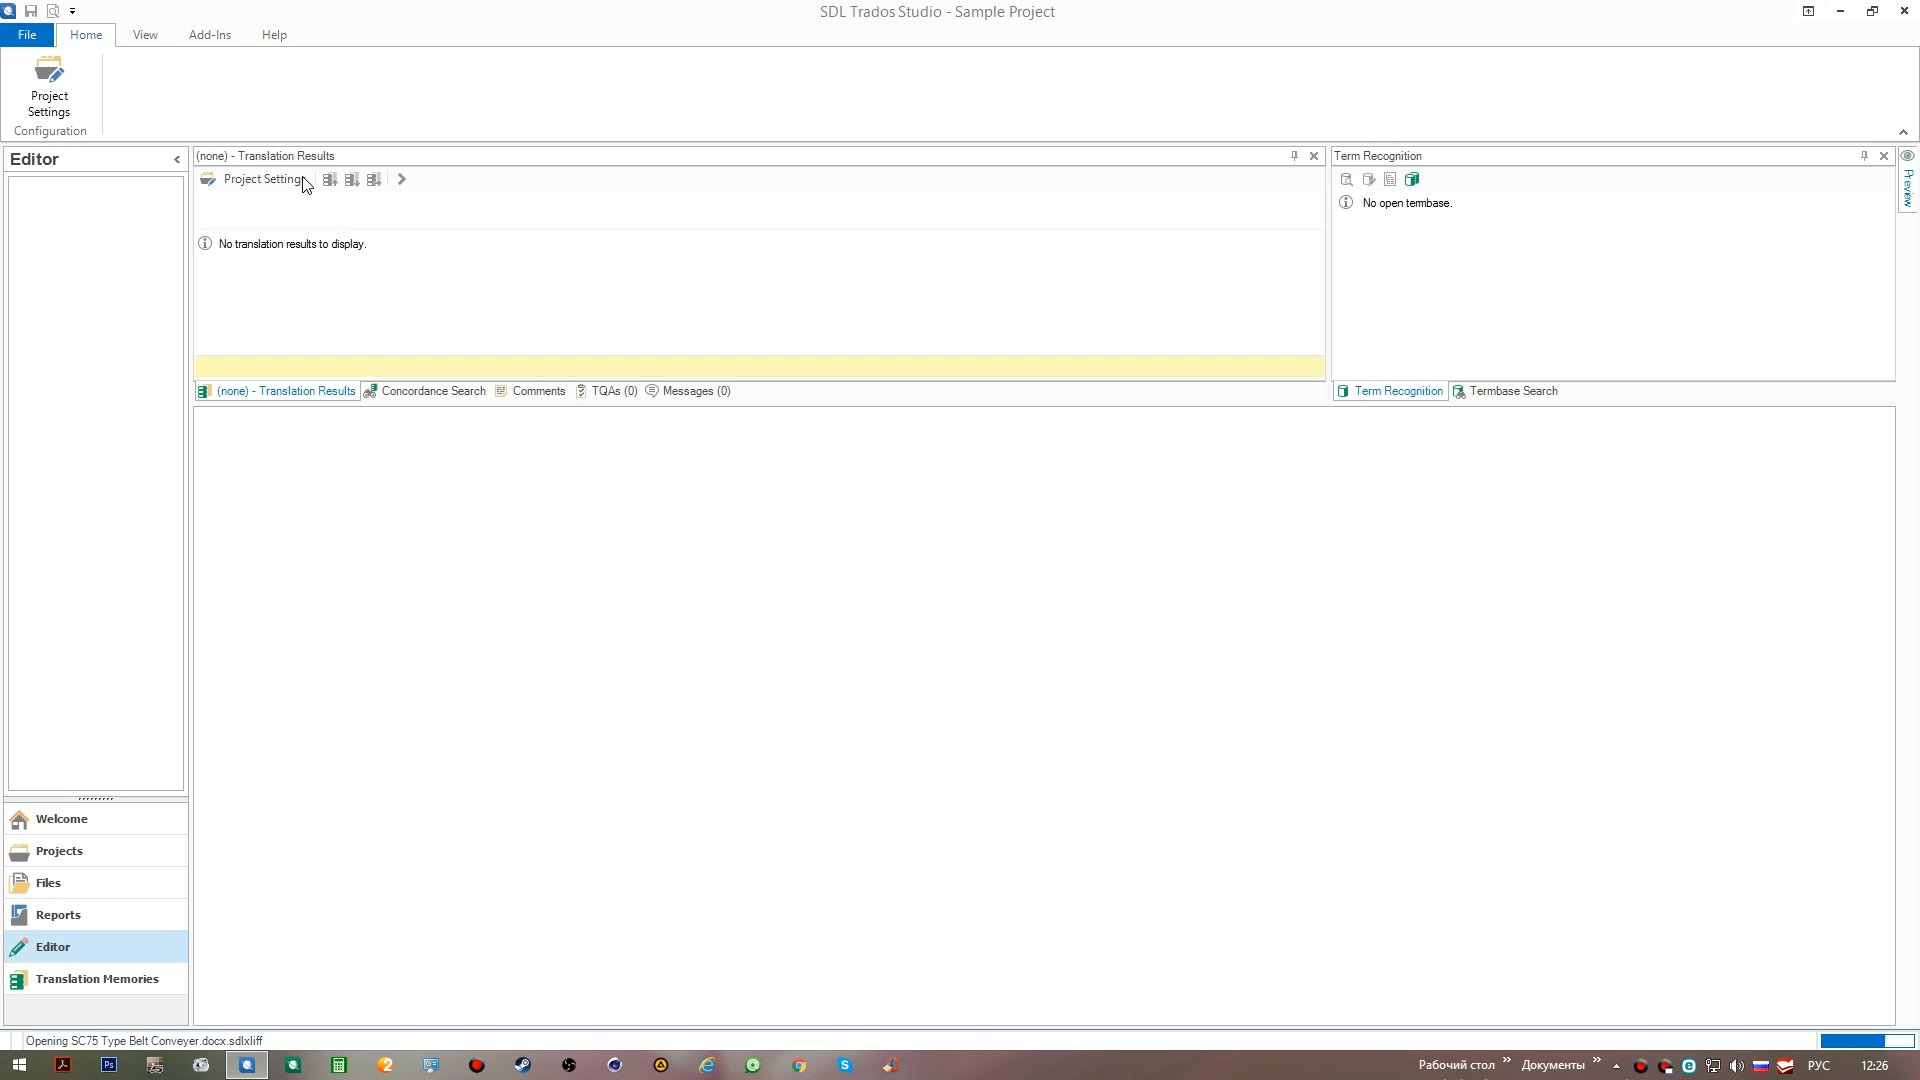 SDL Trados Studio - Sample Project
File
Home
View
Add-Ins
Help
Project
Settings
Configuration
Editor
(none) - Translation Results
Term Recognition
Project Setting
No open termbase.
Preview
No translation results to display.
(none) - Translation Results
Concordance Search
Comments
TQAs (0)
Messages (0)
Term Recognition
Termbase Search
Welcome
Projects
Files
Reports
Editor
Translation Memories
Opening SC75 Type Belt Conveyer.docx.sdlxliff
Ps
Рабочий стол
Документы
РУС
12:26